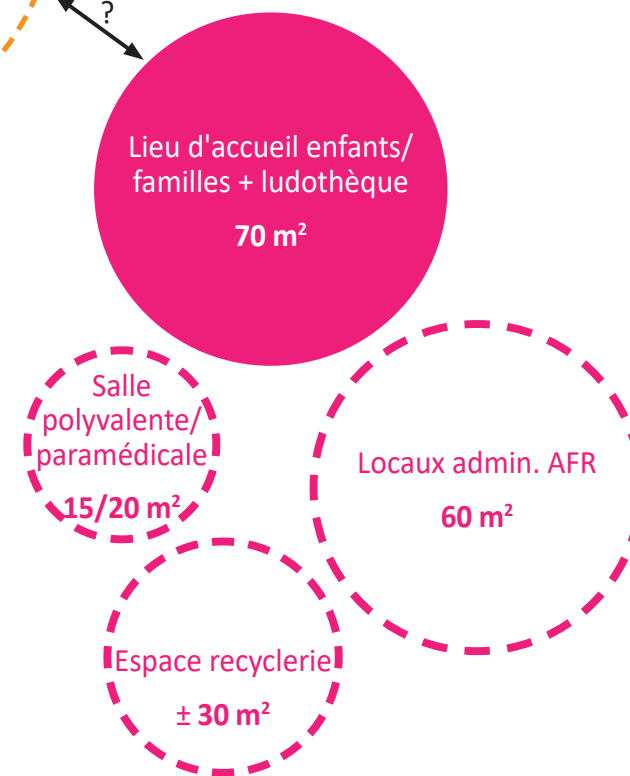 ?
Lieu d'accueil enfants/
familles + ludothèque
70 m²
Salle
polyvalente/
paramédicale
15/20 m²
Locaux admin. AFR
60 m²
Espace recyclerie
± 30 m²